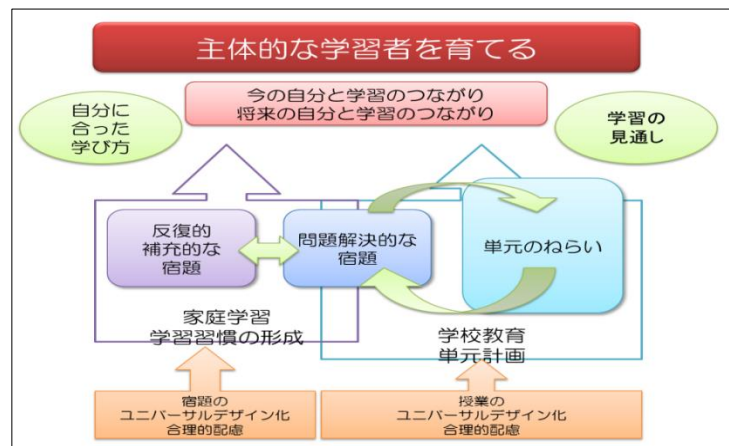 主体的な学習者を育てる
今の自分と学習のつながり
将来の自分と学習のつながり
自分に
合った
学び方
学習の
見通し
反復的
補充的な
宿題
問題解決的な
宿題
単元のねらい
家庭学習
学習習慣の形成
学校教育
単元計画
宿題の
ユニバーサルデザイン化
合理的配慮
授業の
ユニバーサルデザイン化
合理的配慮